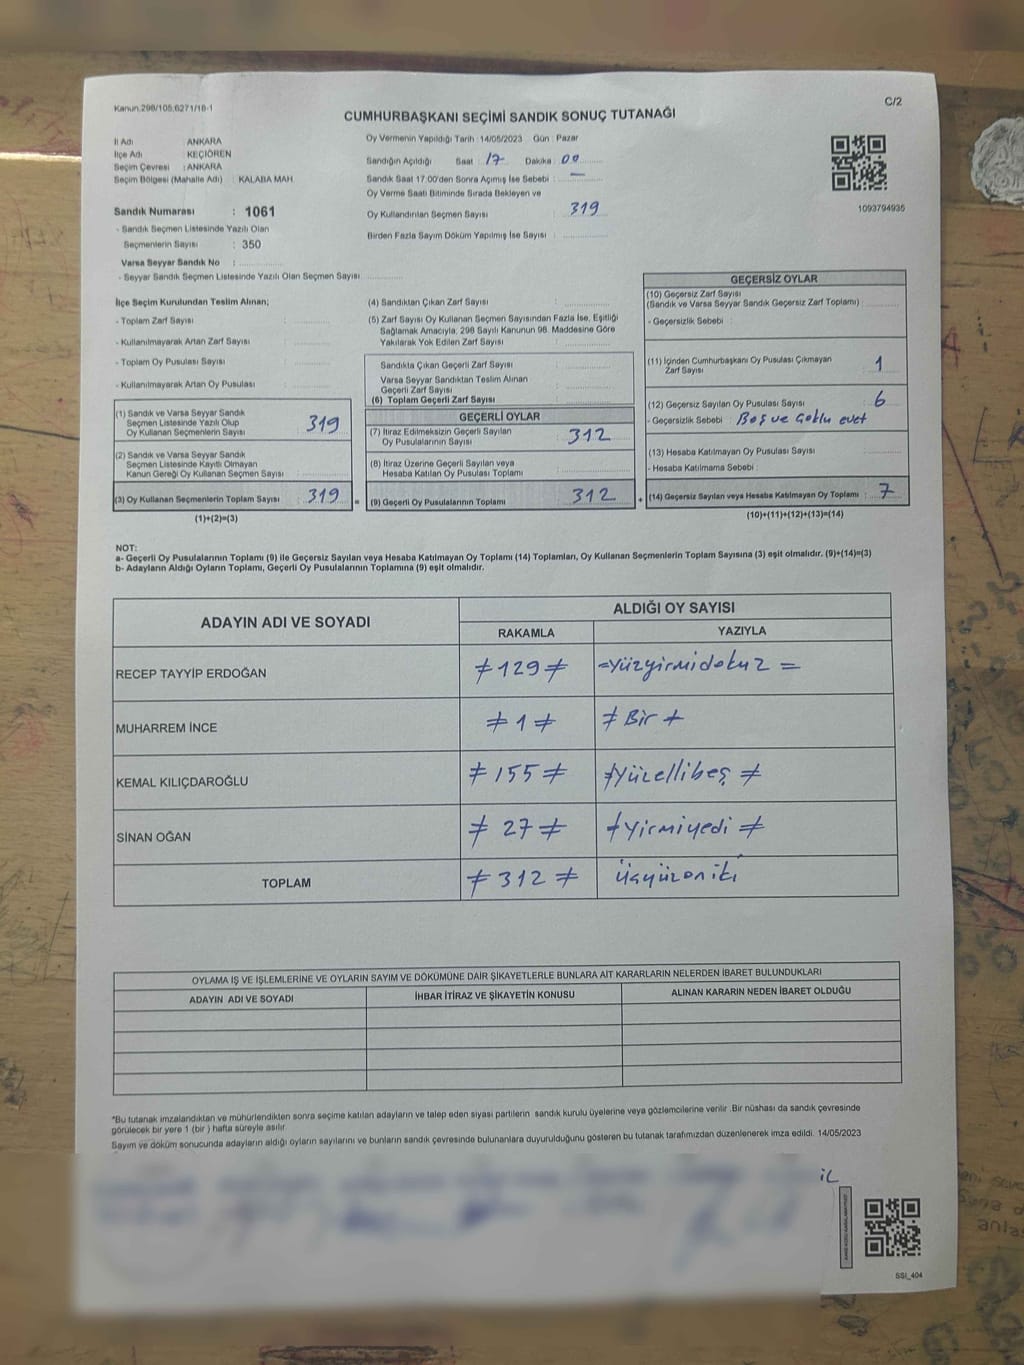 Kanun.298/105,6271/18-1
C/2
CUMHURBAŞKANI SEÇİMİ SANDIK SONUÇ TUTANAĞI
İl Adı ANKARA
İlçe Adı KEÇİÖREN
Seçim Çevresi : ANKARA
Seçim Bölgesi (Mahalle Adı) : KALABA MAH.
Sandık Numarası : 1061
- Sandık Seçmen Listesinde Yazılı Olan
Seçmenlerin Sayısı : 350
Varsa Seyyar Sandık No :
- Seyyar Sandık Seçmen Listesinde Yazılı Olan Seçmen Sayısı
Oy Vermenin Yapıldığı Tarih : 14/05/2023 Gün : Pazar
Sandığın Açıldığı Saat : 17 Dakika : 00
Sandık Saat 17.00'den Sonra Açılmış İse Sebebi : —
Oy Verme Saati Bitiminde Sırada Bekleyen ve
Oy Kullandırılan Seçmen Sayısı 319
Birden Fazla Sayım Döküm Yapılmış İse Sayısı :
1093794935
İlçe Seçim Kurulundan Teslim Alınan;
- Toplam Zarf Sayısı :
- Kullanılmayarak Artan Zarf Sayısı :
- Toplam Oy Pusulası Sayısı :
- Kullanılmayarak Artan Oy Pusulası :
(1) Sandık ve Varsa Seyyar Sandık
Seçmen Listesinde Yazılı Olup
Oy Kullanan Seçmenlerin Sayısı : 319
(2) Sandık ve Varsa Seyyar Sandık
Seçmen Listesinde Kayıtlı Olmayan
Kanun Gereği Oy Kullanan Seçmen Sayısı :
(3) Oy Kullanan Seçmenlerin Toplam Sayısı : 319
(1)+(2)=(3)
(4) Sandıktan Çıkan Zarf Sayısı :
(5) Zarf Sayısı Oy Kullanan Seçmen Sayısından Fazla İse, Eşitliği
Sağlamak Amacıyla; 298 Sayılı Kanunun 98. Maddesine Göre
Yakılarak Yok Edilen Zarf Sayısı :
Sandıkta Çıkan Geçerli Zarf Sayısı
Varsa Seyyar Sandıktan Teslim Alınan
Geçerli Zarf Sayısı
(6) Toplam Geçerli Zarf Sayısı
GEÇERLİ OYLAR
(7) İtiraz Edilmeksizin Geçerli Sayılan
Oy Pusulalarının Sayısı : 312
(8) İtiraz Üzerine Geçerli Sayılan veya
Hesaba Katılan Oy Pusulası Toplamı
= (9) Geçerli Oy Pusulalarının Toplamı 312
GEÇERSİZ OYLAR
(10) Geçersiz Zarf Sayısı
(Sandık ve Varsa Seyyar Sandık Geçersiz Zarf Toplamı) :
- Geçersizlik Sebebi :
(11) İçinden Cumhurbaşkanı Oy Pusulası Çıkmayan
Zarf Sayısı 1
(12) Geçersiz Sayılan Oy Pusulası Sayısı 6
- Geçersizlik Sebebi : Boş ve Çoklu evet
(13) Hesaba Katılmayan Oy Pusulası Sayısı
- Hesaba Katılmama Sebebi :
+ (14) Geçersiz Sayılan veya Hesaba Katılmayan Oy Toplamı : 7
(10)+(11)+(12)+(13)=(14)
NOT:
a- Geçerli Oy Pusulalarının Toplamı (9) ile Geçersiz Sayılan veya Hesaba Katılmayan Oy Toplamı (14) Toplamları, Oy Kullanan Seçmenlerin Toplam Sayısına (3) eşit olmalıdır. (9)+(14)=(3)
b- Adayların Aldığı Oyların Toplamı, Geçerli Oy Pusulalarının Toplamına (9) eşit olmalıdır.
ADAYIN ADI VE SOYADI
ALDIĞI OY SAYISI
RAKAMLA YAZIYLA
RECEP TAYYİP ERDOĞAN ≠129≠ =Yüzyirmidokuz =
MUHARREM İNCE ≠1≠ ≠Bir +
KEMAL KILIÇDAROĞLU ≠155≠ ≠Yüzellibeş ≠
SİNAN OĞAN ≠27≠ +Yirmiyedi ≠
TOPLAM ≠312≠ üçyüzoniki
OYLAMA İŞ VE İŞLEMLERİNE VE OYLARIN SAYIM VE DÖKÜMÜNE DAİR ŞİKAYETLERLE BUNLARA AİT KARARLARIN NELERDEN İBARET BULUNDUKLARI
ADAYIN ADI VE SOYADI İHBAR İTİRAZ VE ŞİKAYETİN KONUSU ALINAN KARARIN NEDEN İBARET OLDUĞU
*Bu tutanak imzalandıktan ve mühürlendikten sonra seçime katılan adayların ve talep eden siyasi partilerin sandık kurulu üyelerine veya gözlemcilerine verilir .Bir nüshası da sandık çevresinde
görülecek bir yere 1 (bir ) hafta süreyle asılır.
Sayım ve döküm sonucunda adayların aldığı oyların sayılarını ve bunların sandık çevresinde bulunanlara duyurulduğunu gösteren bu tutanak tarafımızdan düzenlenerek imza edildi. 14/05/2023
İL
SSİ_404